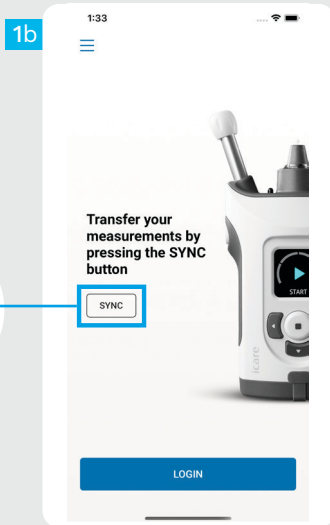 1b
1:33
Transfer your
measurements by
pressing the SYNC
button
SYNC
START
icare
LOGIN